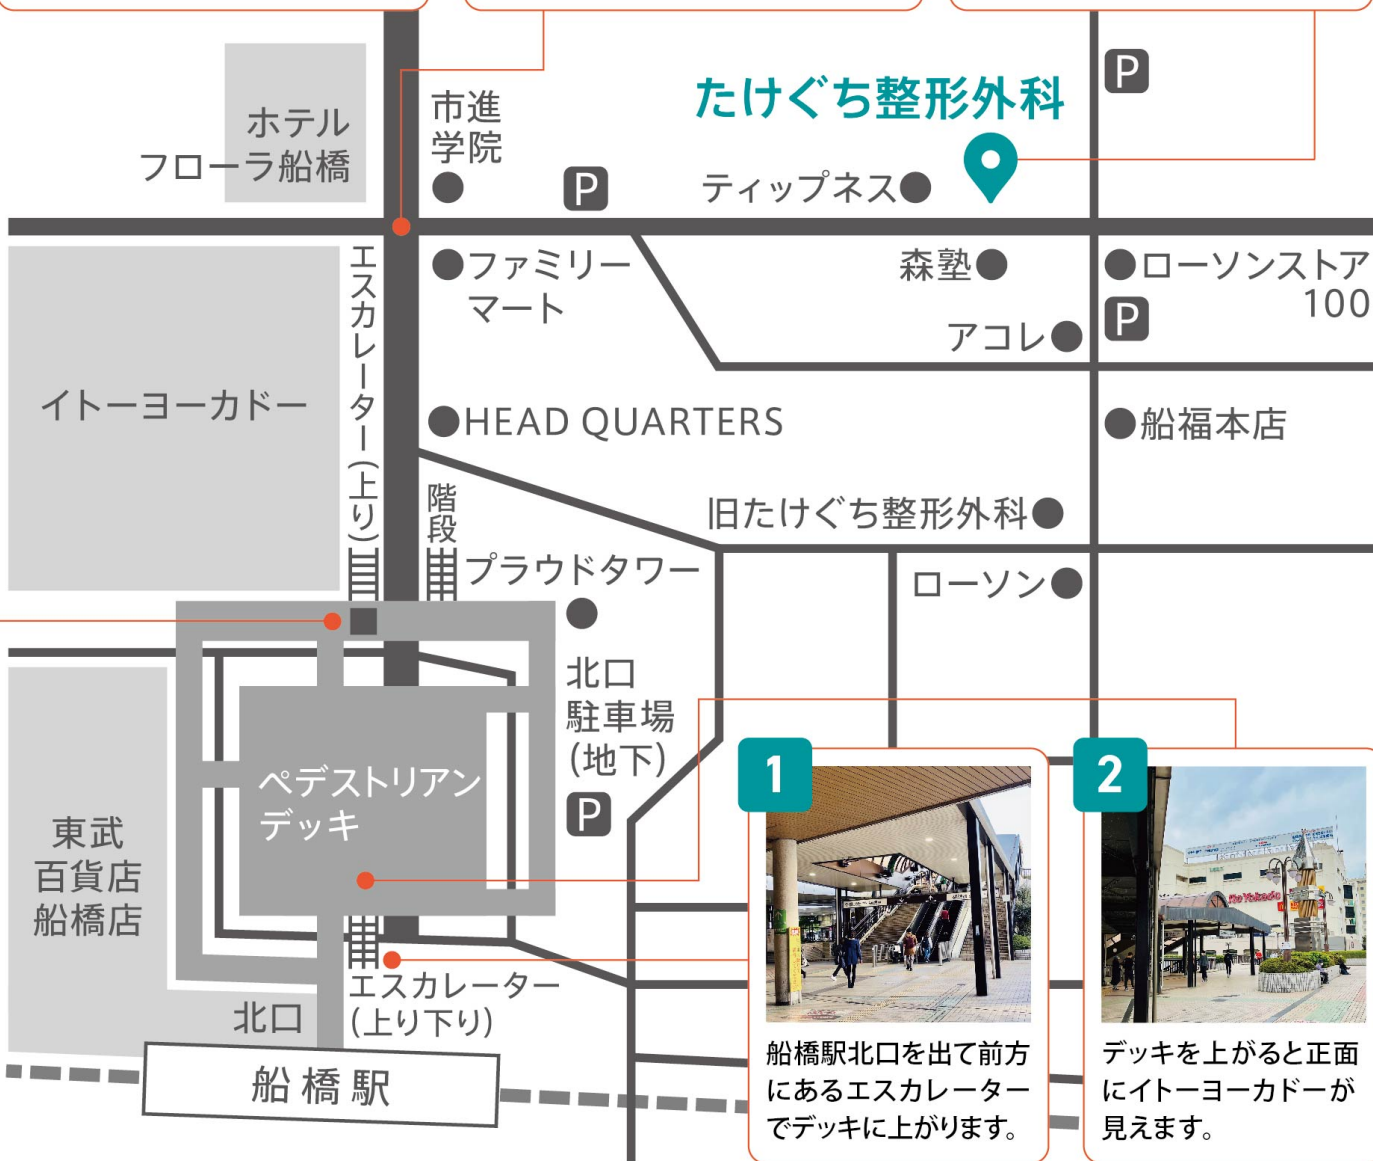 ホテル
フローラ船橋
市進
学院
P
たけぐち整形外科
P
ティップネス
エスカレーター(上り)
ファミリー
マート
森塾
ローソンストア
100
アコレ
P
イトーヨーカドー
HEAD QUARTERS
船福本店
階段
旧たけぐち整形外科
プラウドタワー
ローソン
北口
駐車場
(地下)
P
ペデストリアン
デッキ
東武
百貨店
船橋店
エスカレーター
(上り下り)
北口
船橋駅
1
船橋駅北口を出て前方
にあるエスカレーター
でデッキに上がります。
2
Ito Yokado
デッキを上がると正面
にイトーヨーカドーが
見えます。